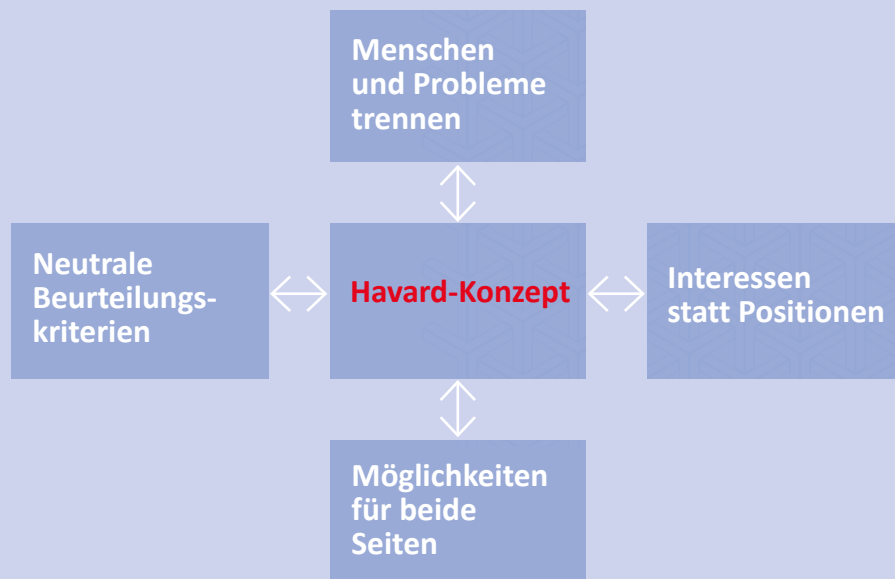 Menschen
und Probleme
trennen
Neutrale
Beurteilungs-
kriterien
Havard-Konzept
Interessen
statt Positionen
Möglichkeiten
für beide
Seiten